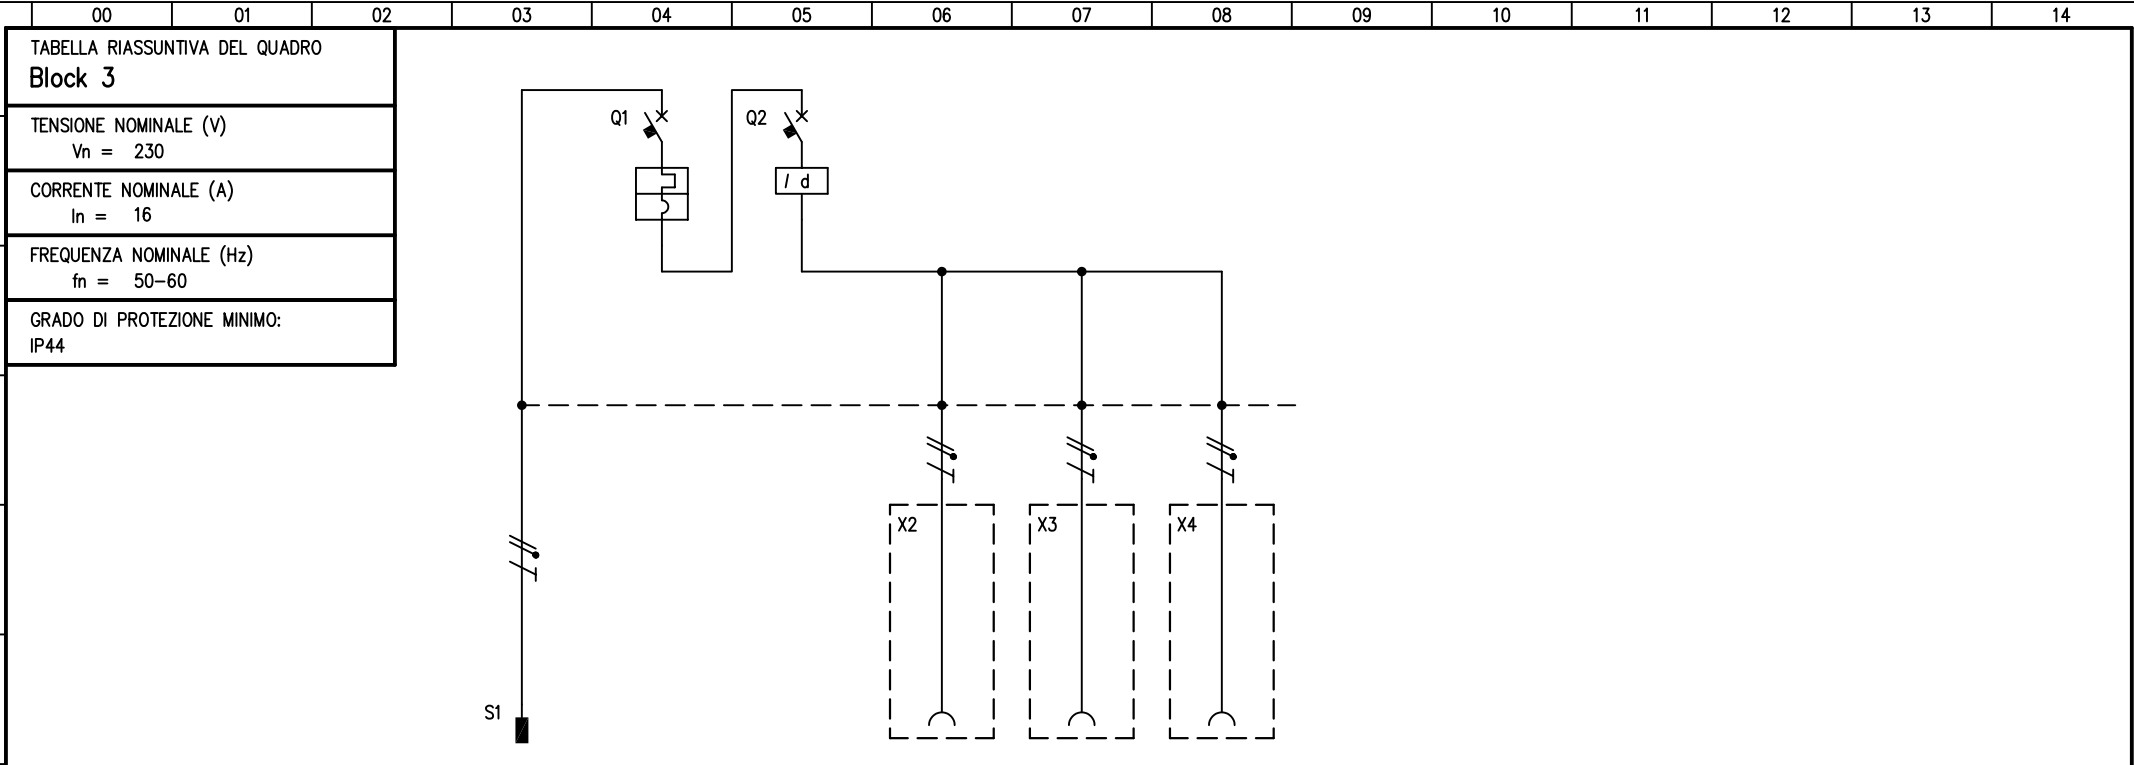 00 01 02 03 04 05 06 07 08 09 10 11 12 13 14
TABELLA RIASSUNTIVA DEL QUADRO
Block 3
TENSIONE NOMINALE (V)
Vn = 230
CORRENTE NOMINALE (A)
In = 16
FREQUENZA NOMINALE (Hz)
fn = 50-60
GRADO DI PROTEZIONE MINIMO:
IP44
Q1 Q2
I d
X2 X3 X4
S1